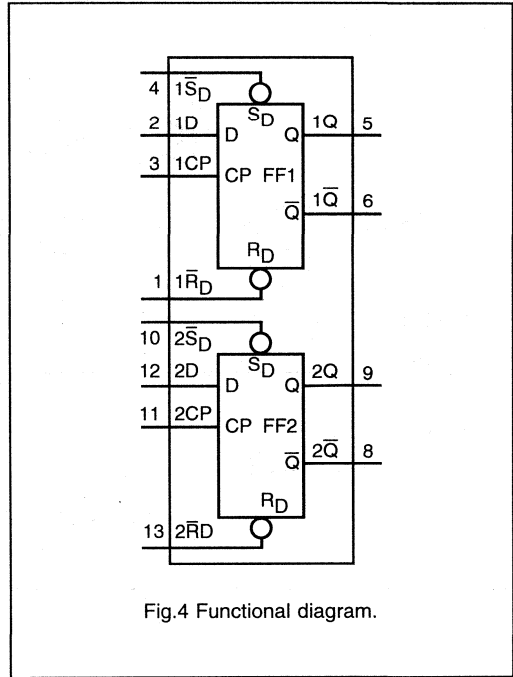 4 1S̅D
SD
2 1D D Q 1Q 5
3 1CP CP FF1
Q̅ 1Q̅ 6
RD
1 1R̅D
10 2S̅D
SD
12 2D D Q 2Q 9
11 2CP CP FF2
Q̅ 2Q̅ 8
RD
13 2R̅D
Fig.4 Functional diagram.